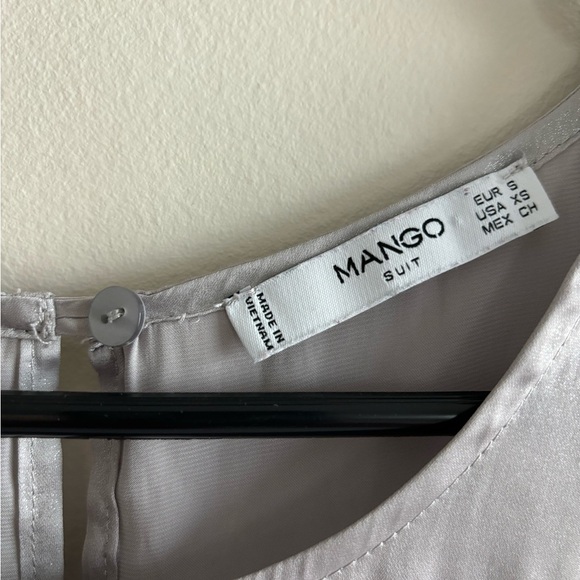 MANGO
SUIT
EUR S
USA XS
MEX CH
MADE IN
VIETNAM